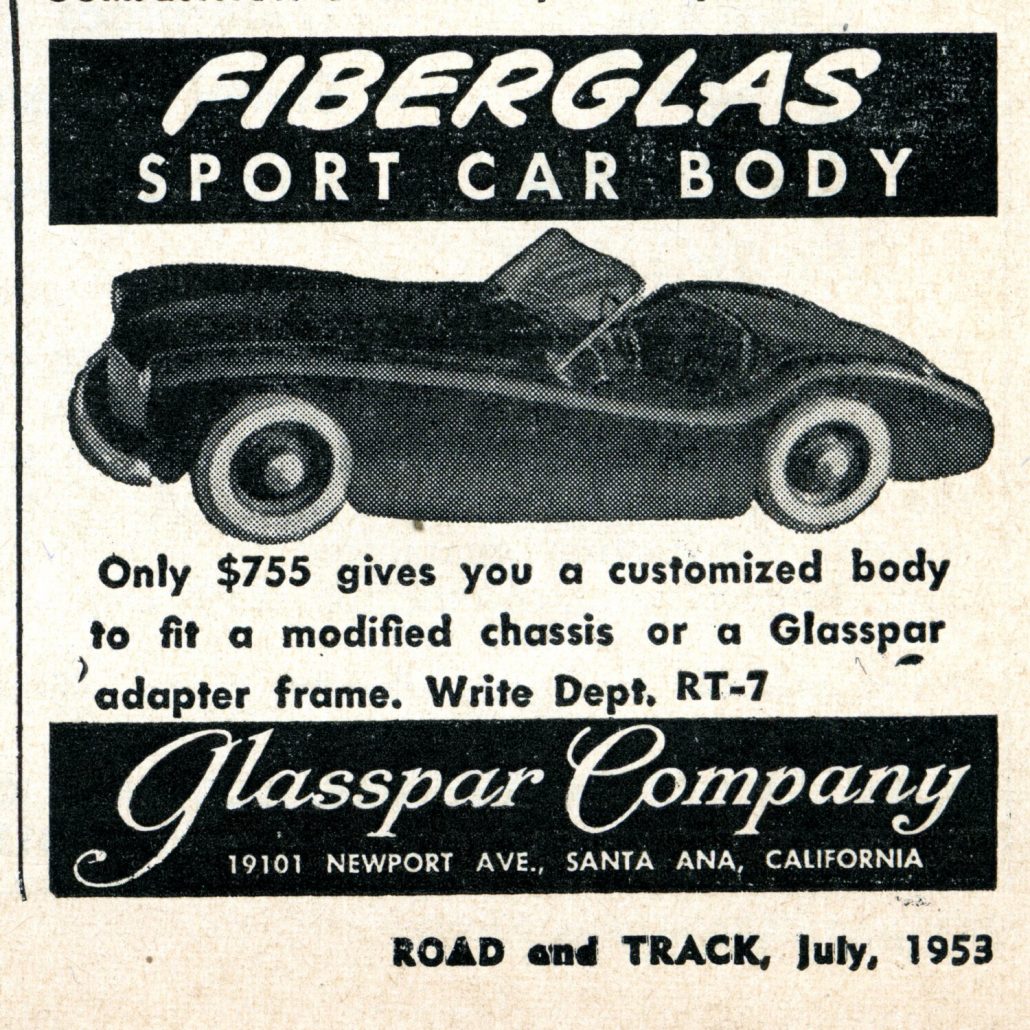 FIBERGLAS
SPORT CAR BODY
Only $755 gives you a customized body
to fit a modified chassis or a Glasspar
adapter frame. Write Dept. RT-7
Glasspar Company
19101 NEWPORT AVE., SANTA ANA, CALIFORNIA
ROAD and TRACK, July, 1953